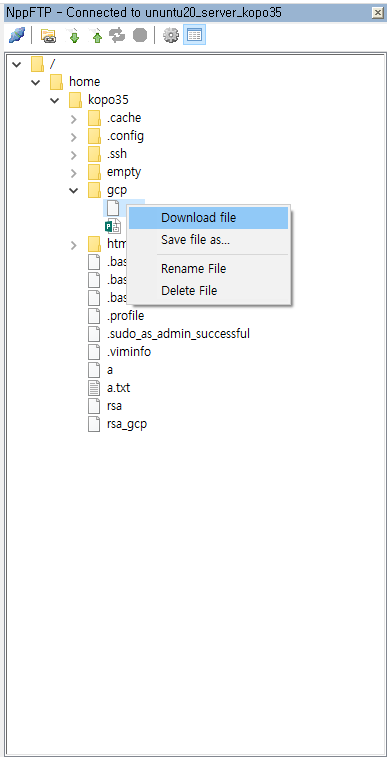 NppFTP - Connected to ununtu20_server_kopo35
/
home
kopo35
.cache
.config
.ssh
empty
gcp
Download file
Save file as...
Rename File
Delete File
.profile
.sudo_as_admin_successful
.viminfo
a
a.txt
rsa
rsa_gcp